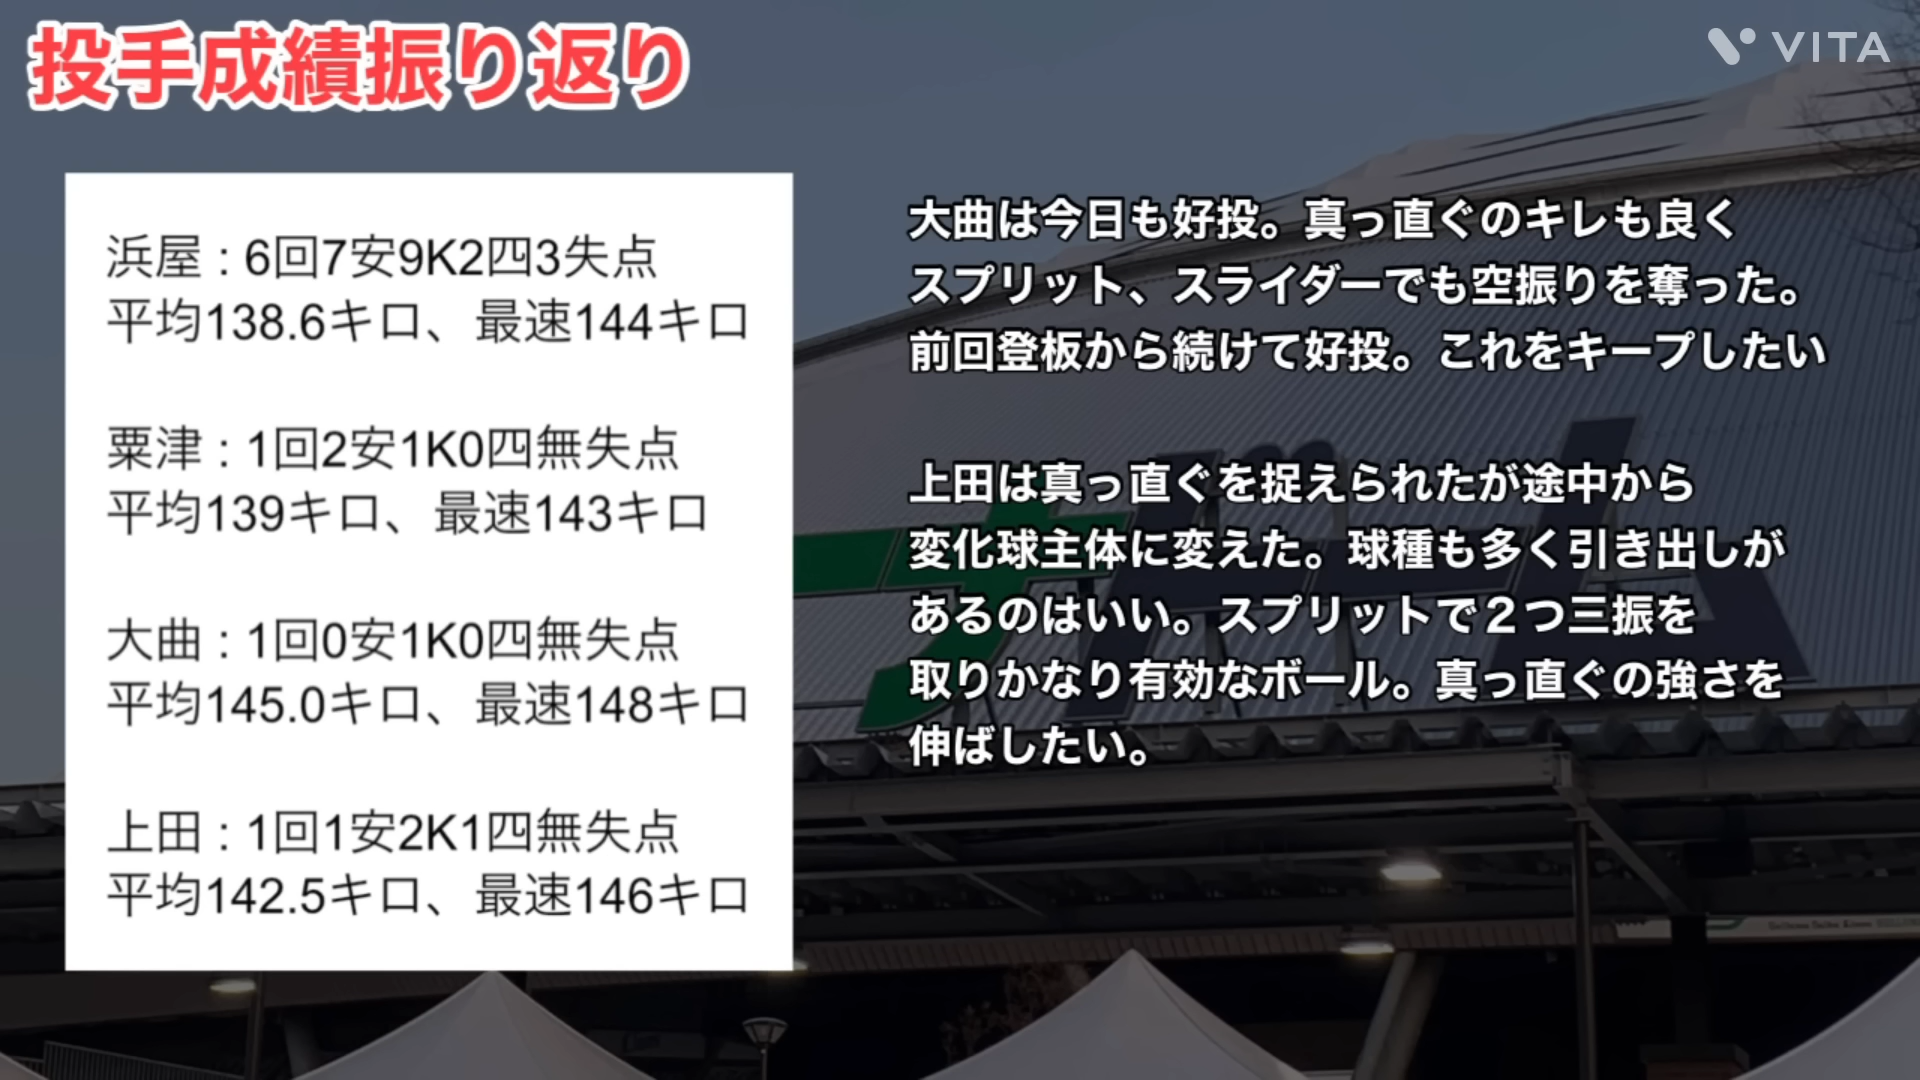 投手成績振り返り
VITA
浜屋 : 6回7安9K2四3失点
平均138.6キロ、最速144キロ
粟津 : 1回2安1K0四無失点
平均139キロ、最速143キロ
大曲 : 1回0安1K0四無失点
平均145.0キロ、最速148キロ
上田 : 1回1安2K1四無失点
平均142.5キロ、最速146キロ
大曲は今日も好投。真っ直ぐのキレも良く
スプリット、スライダーでも空振りを奪った。
前回登板から続けて好投。これをキープしたい
上田は真っ直ぐを捉えられたが途中から
変化球主体に変えた。球種も多く引き出しが
あるのはいい。スプリットで２つ三振を
取りかなり有効なボール。真っ直ぐの強さを
伸ばしたい。